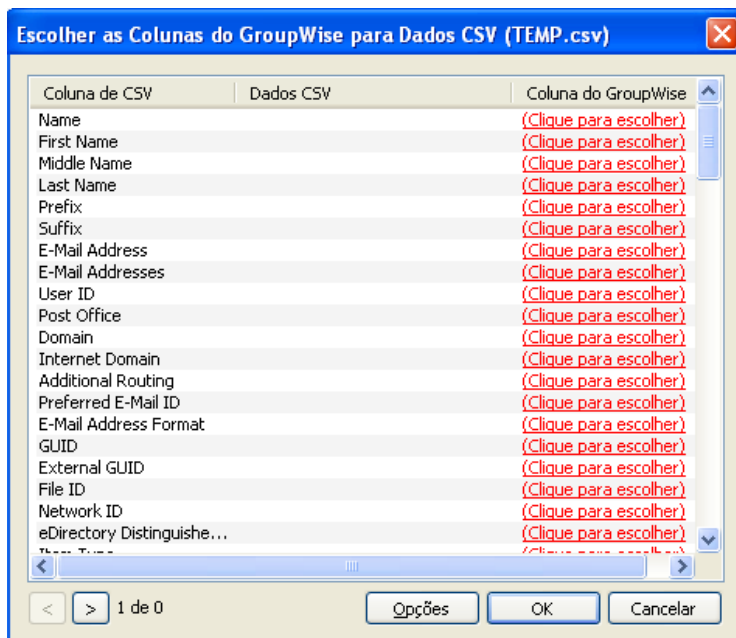 Escolher as Colunas do GroupWise para Dados CSV (TEMP.csv)
Coluna de CSV Dados CSV Coluna do GroupWise
Name (Clique para escolher)
First Name (Clique para escolher)
Middle Name (Clique para escolher)
Last Name (Clique para escolher)
Prefix (Clique para escolher)
Suffix (Clique para escolher)
E-Mail Address (Clique para escolher)
E-Mail Addresses (Clique para escolher)
User ID (Clique para escolher)
Post Office (Clique para escolher)
Domain (Clique para escolher)
Internet Domain (Clique para escolher)
Additional Routing (Clique para escolher)
Preferred E-Mail ID (Clique para escolher)
E-Mail Address Format (Clique para escolher)
GUID (Clique para escolher)
External GUID (Clique para escolher)
File ID (Clique para escolher)
Network ID (Clique para escolher)
eDirectory Distinguishe... (Clique para escolher)
< > 1 de 0 Opções OK Cancelar